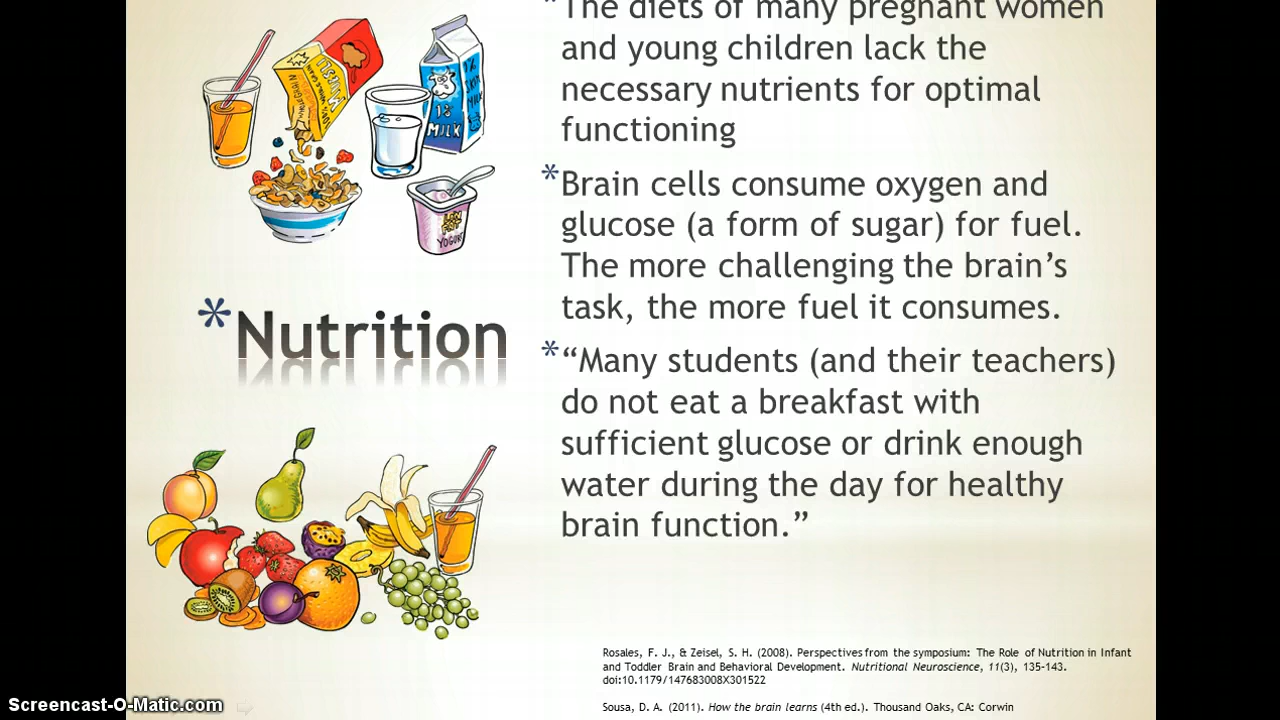 * The diets of many pregnant women
and young children lack the
necessary nutrients for optimal
functioning
* Brain cells consume oxygen and
glucose (a form of sugar) for fuel.
The more challenging the brain’s
task, the more fuel it consumes.
* “Many students (and their teachers)
do not eat a breakfast with
sufficient glucose or drink enough
water during the day for healthy
brain function.”
* Nutrition
MUSLI
1%
MILK
YOGURT
Rosales, F. J., & Zeisel, S. H. (2008). Perspectives from the symposium: The Role of Nutrition in Infant
and Toddler Brain and Behavioral Development. Nutritional Neuroscience, 11(3), 135-143.
doi:10.1179/147683008X301522
Sousa, D. A. (2011). How the brain learns (4th ed.). Thousand Oaks, CA: Corwin
Screencast-O-Matic.com